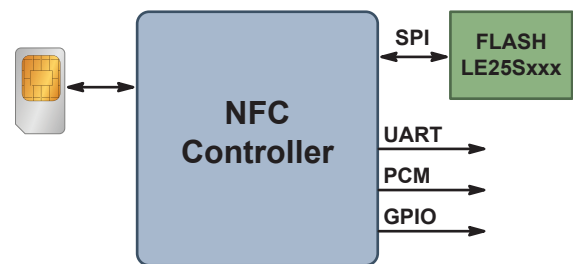 SPI
FLASH
LE25Sxxx
NFC
Controller
UART
PCM
GPIO